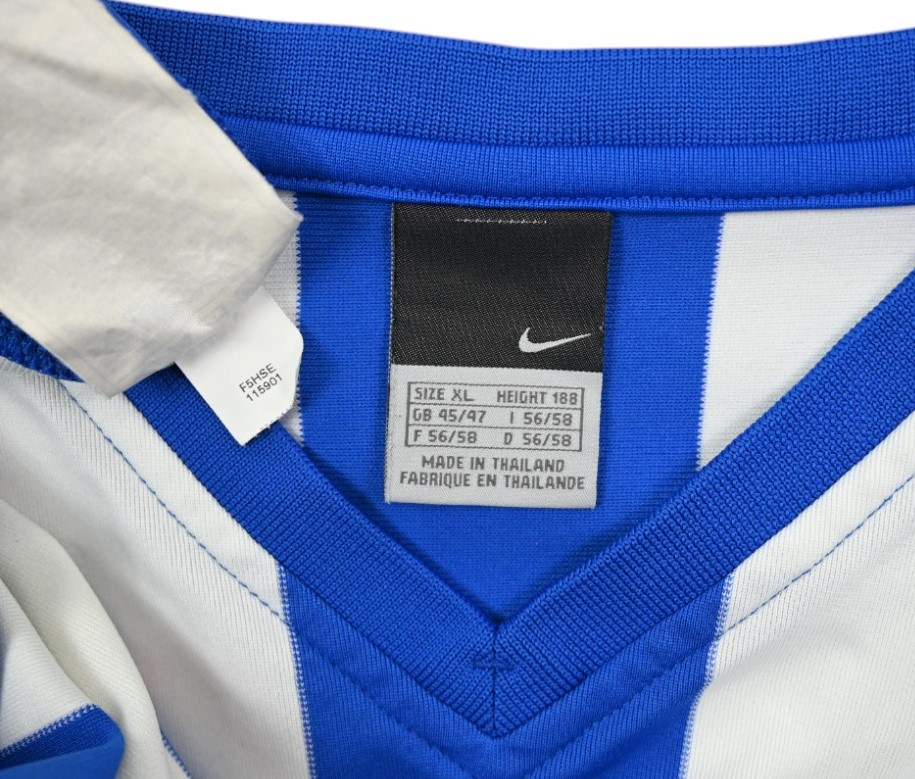 F5HSE
115901
SIZE XL HEIGHT 188
GB 45/47 I 56/58
F 56/58 D 56/58
MADE IN THAILAND
FABRIQUE EN THAILANDE